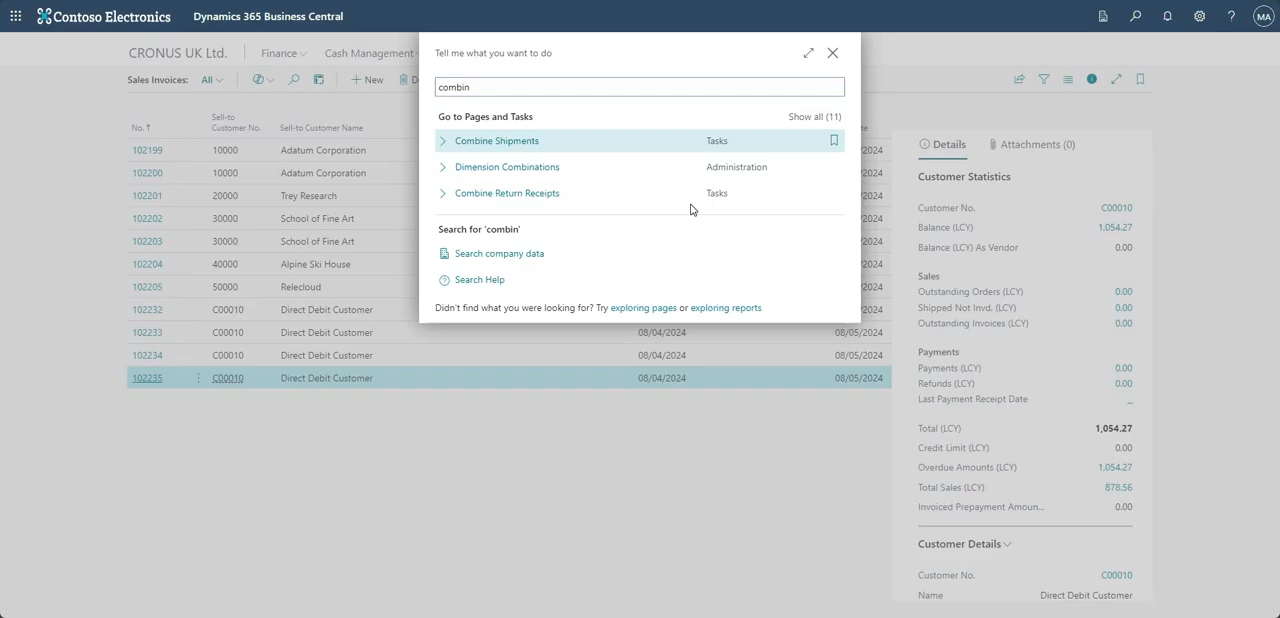 Contoso Electronics Dynamics 365 Business Central MA
CRONUS UK Ltd. Finance Cash Management
Sales Invoices: All New D
Tell me what you want to do
combin
Go to Pages and Tasks Show all (11)
Combine Shipments Tasks
Dimension Combinations Administration
Combine Return Receipts Tasks
Search for 'combin'
Search company data
Search Help
Didn't find what you were looking for? Try exploring pages or exploring reports
No. ↑ Sell-to Customer No. Sell-to Customer Name
102199 10000 Adatum Corporation /2024
102200 10000 Adatum Corporation /2024
102201 20000 Trey Research /2024
102202 30000 School of Fine Art /2024
102203 30000 School of Fine Art /2024
102204 40000 Alpine Ski House /2024
102205 50000 Relecloud /2024
102232 C00010 Direct Debit Customer /2024
102233 C00010 Direct Debit Customer 08/04/2024 08/05/2024
102234 C00010 Direct Debit Customer 08/04/2024 08/05/2024
102235 C00010 Direct Debit Customer 08/04/2024 08/05/2024
Details Attachments (0)
Customer Statistics
Customer No. C00010
Balance (LCY) 1,054.27
Balance (LCY) As Vendor 0.00
Sales
Outstanding Orders (LCY) 0.00
Shipped Not Invd. (LCY) 0.00
Outstanding Invoices (LCY) 0.00
Payments
Payments (LCY) 0.00
Refunds (LCY) 0.00
Last Payment Receipt Date _
Total (LCY) 1,054.27
Credit Limit (LCY) 0.00
Overdue Amounts (LCY) 1,054.27
Total Sales (LCY) 878.56
Invoiced Prepayment Amoun... 0.00
Customer Details
Customer No. C00010
Name Direct Debit Customer